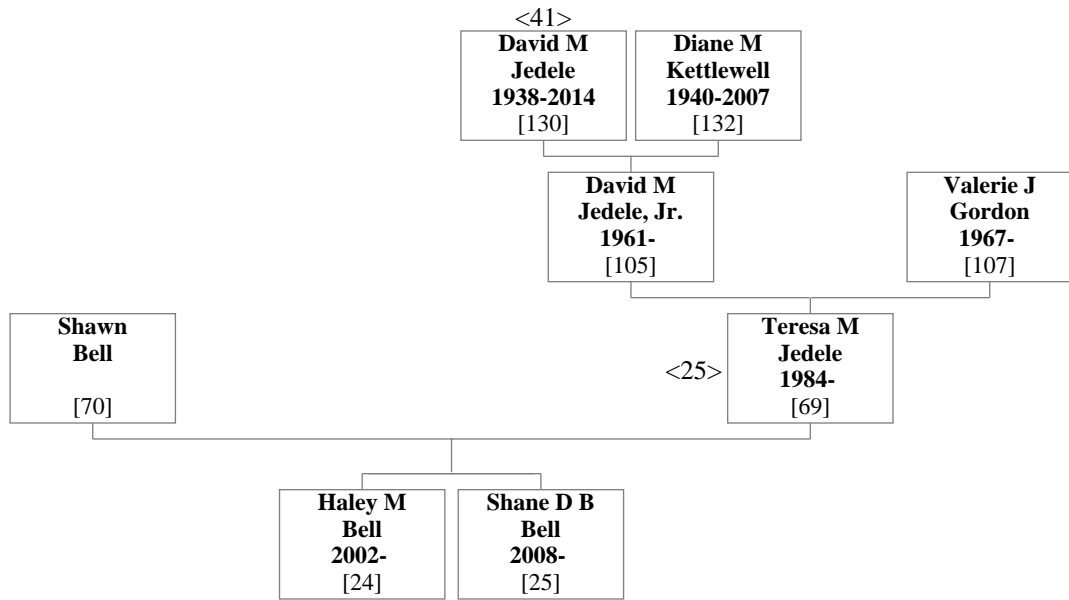 <41>
David M
Jedele
1938-2014
[130]
Diane M
Kettlewell
1940-2007
[132]
David M
Jedele, Jr.
1961-
[105]
Valerie J
Gordon
1967-
[107]
Shawn
Bell
[70]
<25>
Teresa M
Jedele
1984-
[69]
Haley M
Bell
2002-
[24]
Shane D B
Bell
2008-
[25]